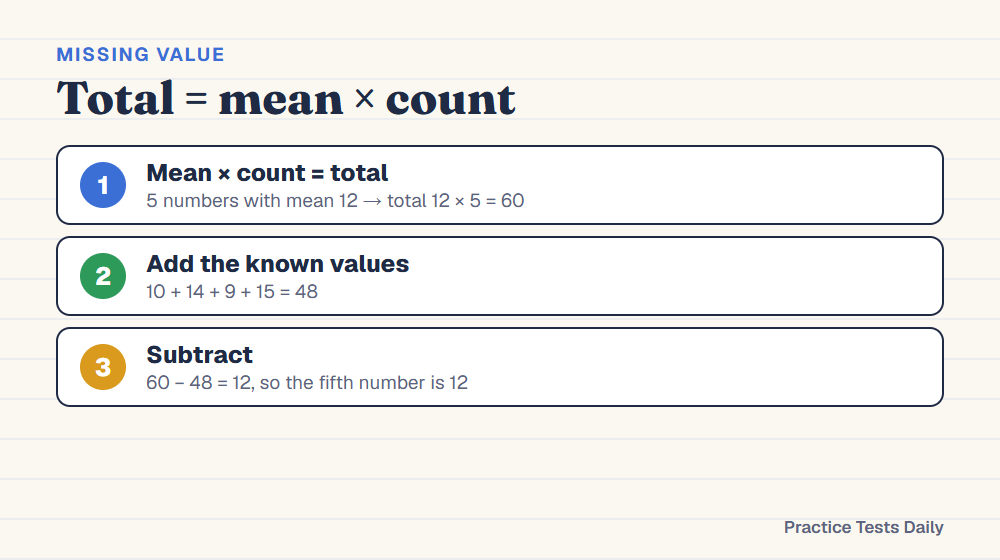 MISSING VALUE
Total = mean × count
1
Mean × count = total
5 numbers with mean 12 → total 12 × 5 = 60
2
Add the known values
10 + 14 + 9 + 15 = 48
3
Subtract
60 − 48 = 12, so the fifth number is 12
Practice Tests Daily